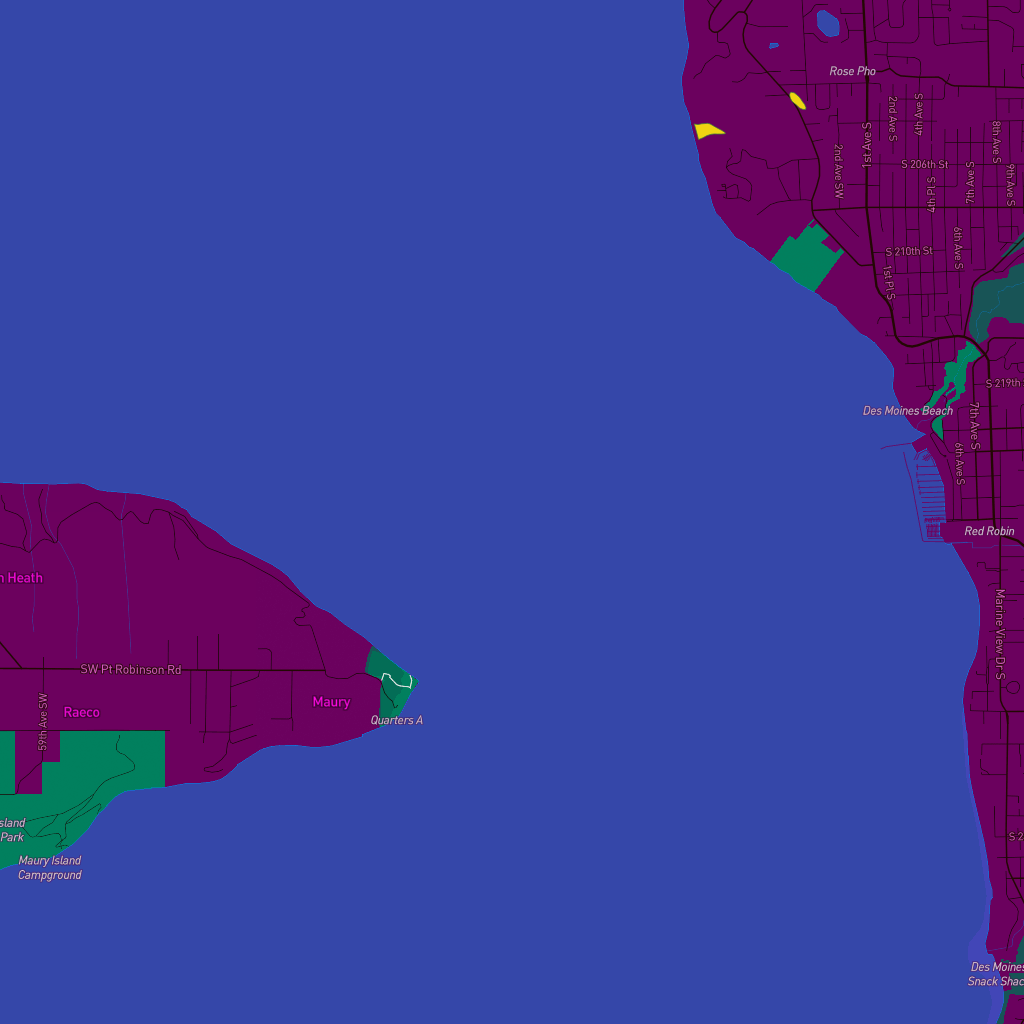 Rose Pho
2nd Ave S
4th Ave S
8th Ave S
1st Ave S
2nd Ave SW
S 206th St
7th Ave S
9th Ave S
4th Pl S
6th Ave S
S 210th St
1st Pl S
S 219th
Des Moines Beach
7th Ave S
6th Ave S
Red Robin
n Heath
Marine View Dr S
SW Pt Robinson Rd
Maury
Raeco
59th Ave SW
Quarters A
sland
Park
S 2
Maury Island
Campground
Des Moines
Snack Shac